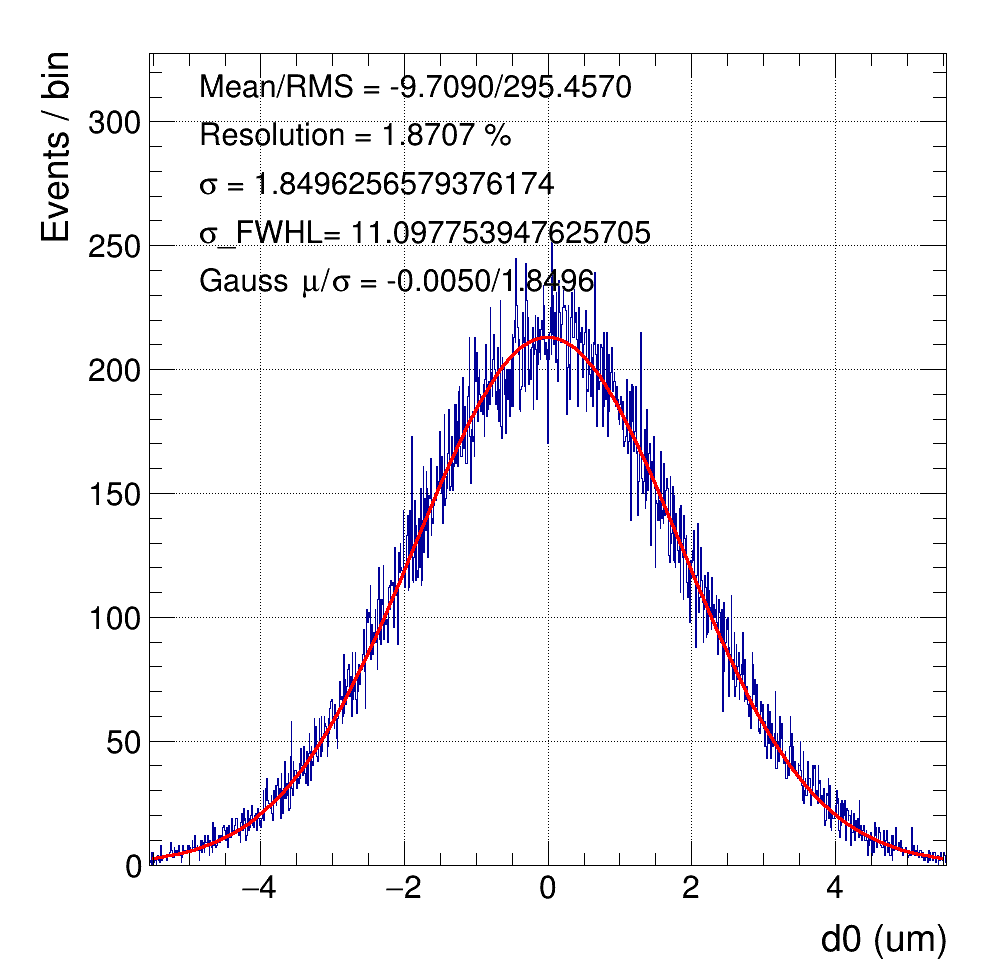 Events / bin
Mean/RMS = -9.7090/295.4570
Resolution = 1.8707 %
σ = 1.8496256579376174
σ_FWHL= 11.097753947625705
Gauss μ/σ = -0.0050/1.8496
300
250
200
150
100
50
0
−4 −2 0 2 4
d0 (um)